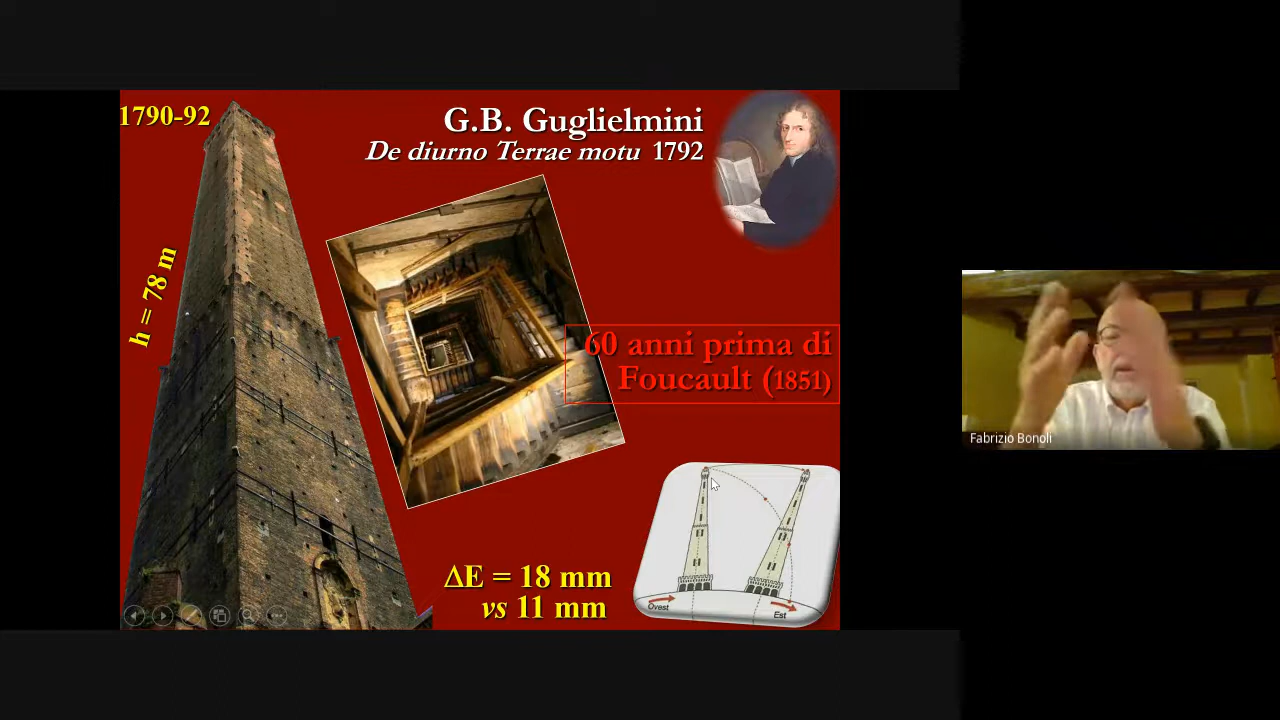 1790-92
G.B. Guglielmini
De diurno Terrae motu 1792
h = 78 m
60 anni prima di
Foucault (1851)
ΔE = 18 mm
vs 11 mm
Ovest
Est
Fabrizio Bonoli